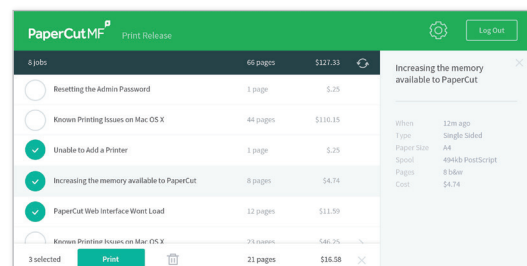 PaperCutMF Print Release
Log Out
8 jobs 66 pages $127.33
Resetting the Admin Password 1 page $.25
Known Printing Issues on Mac OS X 44 pages $110.15
Unable to Add a Printer 1 page $.25
Increasing the memory available to PaperCut 8 pages $4.74
PaperCut Web Interface Wont Load 12 pages $11.59
Known Printing Issues on Mac OS X 23 pages $46.25
3 selected Print 21 pages $16.58
Increasing the memory
available to PaperCut
When 12m ago
Type Single Sided
Paper Size A4
Spool 494kb PostScript
Pages 8 b&w
Cost $4.74